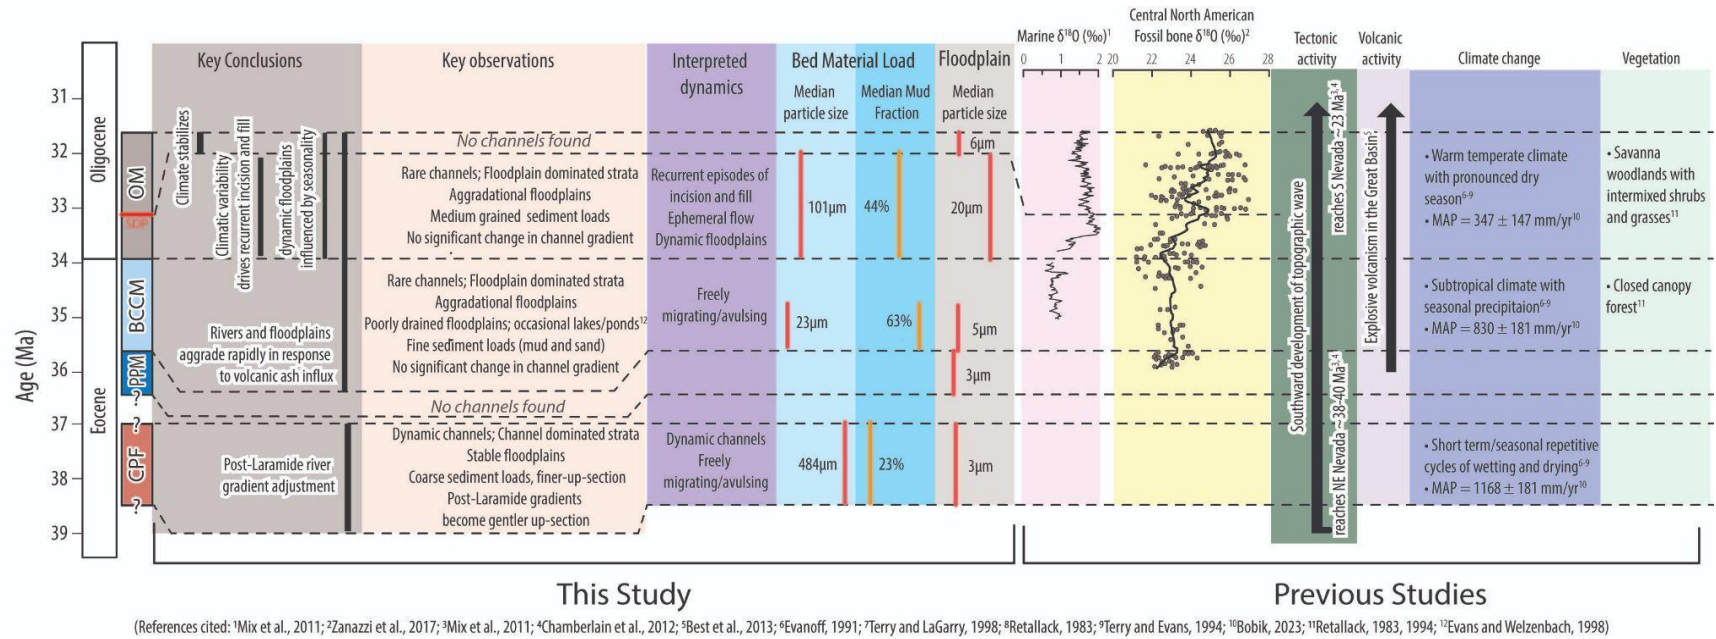 Central North American
Marine δ¹⁸O (‰)¹
Fossil bone δ¹⁸O (‰)²
Tectonic
activity
Volcanic
activity
Climate change
Vegetation
Key Conclusions
Key observations
Interpreted
dynamics
Bed Material Load
Floodplain
Median
particle size
Median Mud
Fraction
Median
particle size
0
1
2
20
22
24
26
28
Age (Ma)
31
32
33
34
35
36
37
38
39
Oligocene
Eocene
OM
SDP
BCCM
PPM
?
?
CPF
?
Climate stabilizes
Climatic variability
drives recurrent incision and fill
dynamic floodplains
influenced by seasonality
Rivers and floodplains
aggrade rapidly in response
to volcanic ash influx
Post-Laramide river
gradient adjustment
No channels found
Rare channels; Floodplain dominated strata
Aggradational floodplains
Medium grained sediment loads
No significant change in channel gradient
Rare channels; Floodplain dominated strata
Aggradational floodplains
Poorly drained floodplains; occasional lakes/ponds¹²
Fine sediment loads (mud and sand)
No significant change in channel gradient
No channels found
Dynamic channels; Channel dominated strata
Stable floodplains
Coarse sediment loads, finer-up-section
Post-Laramide gradients
become gentler up-section
Recurrent episodes of
incision and fill
Ephemeral flow
Dynamic floodplains
Freely
migrating/avulsing
Dynamic channels
Freely
migrating/avulsing
101µm
23µm
484µm
44%
63%
23%
6µm
20µm
5µm
3µm
3µm
Southward development of topographic wave
reaches S Nevada ~23 Ma³,⁴
reaches NE Nevada ~38-40 Ma³,⁴
Explosive volcanism in the Great Basin⁵
• Warm temperate climate
with pronounced dry
season⁶⁻⁹
• MAP = 347 ± 147 mm/yr¹⁰
• Subtropical climate with
seasonal precipitaion⁶⁻⁹
• MAP = 830 ± 181 mm/yr¹⁰
• Short term/seasonal repetitive
cycles of wetting and drying⁶⁻⁹
• MAP = 1168 ± 181 mm/yr¹⁰
• Savanna
woodlands with
intermixed shrubs
and grasses¹¹
• Closed canopy
forest¹¹
This Study
Previous Studies
(References cited: ¹Mix et al., 2011; ²Zanazzi et al., 2017; ³Mix et al., 2011; ⁴Chamberlain et al., 2012; ⁵Best et al., 2013; ⁶Evanoff, 1991; ⁷Terry and LaGarry, 1998; ⁸Retallack, 1983; ⁹Terry and Evans, 1994; ¹⁰Bobik, 2023; ¹¹Retallack, 1983, 1994; ¹²Evans and Welzenbach, 1998)